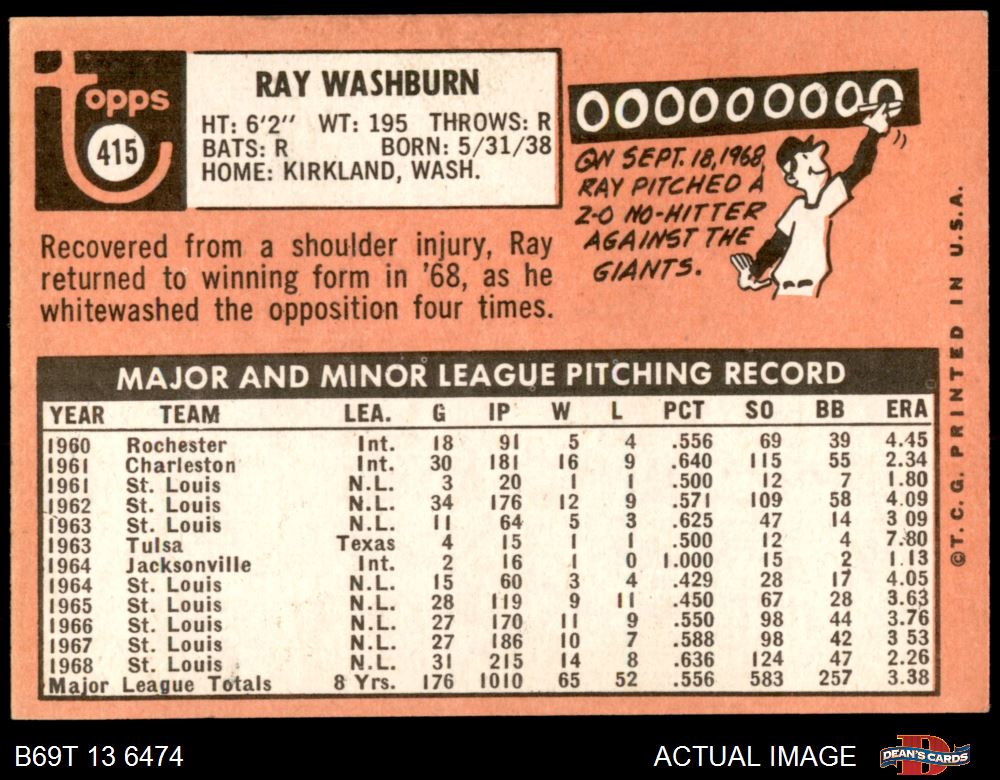 topps
415
RAY WASHBURN
HT: 6'2" WT: 195 THROWS: R
BATS: R BORN: 5/31/38
HOME: KIRKLAND, WASH.
000000000
ON SEPT. 18, 1968,
RAY PITCHED A
2-0 NO-HITTER
AGAINST THE
GIANTS.
Recovered from a shoulder injury, Ray
returned to winning form in '68, as he
whitewashed the opposition four times.
MAJOR AND MINOR LEAGUE PITCHING RECORD
YEAR TEAM LEA. G IP W L PCT SO BB ERA
1960 Rochester Int. 18 91 5 4 .556 69 39 4.45
1961 Charleston Int. 30 181 16 9 .640 115 55 2.34
1961 St. Louis N.L. 3 20 1 1 .500 12 7 1.80
1962 St. Louis N.L. 34 176 12 9 .571 109 58 4.09
1963 St. Louis N.L. 11 64 5 3 .625 47 14 3 09
1963 Tulsa Texas 4 15 1 1 .500 12 4 7.80
1964 Jacksonville Int. 2 16 1 0 1.000 15 2 1.13
1964 St. Louis N.L. 15 60 3 4 .429 28 17 4.05
1965 St. Louis N.L. 28 119 9 11 .450 67 28 3.63
1966 St. Louis N.L. 27 170 11 9 .550 98 44 3.76
1967 St. Louis N.L. 27 186 10 7 .588 98 42 3 53
1968 St. Louis N.L. 31 215 14 8 .636 124 47 2.26
Major League Totals 8 Yrs. 176 1010 65 52 .556 583 257 3.38
©T. C. G. PRINTED IN U.S.A.
B69T 13 6474
ACTUAL IMAGE
DEAN'S CARDS